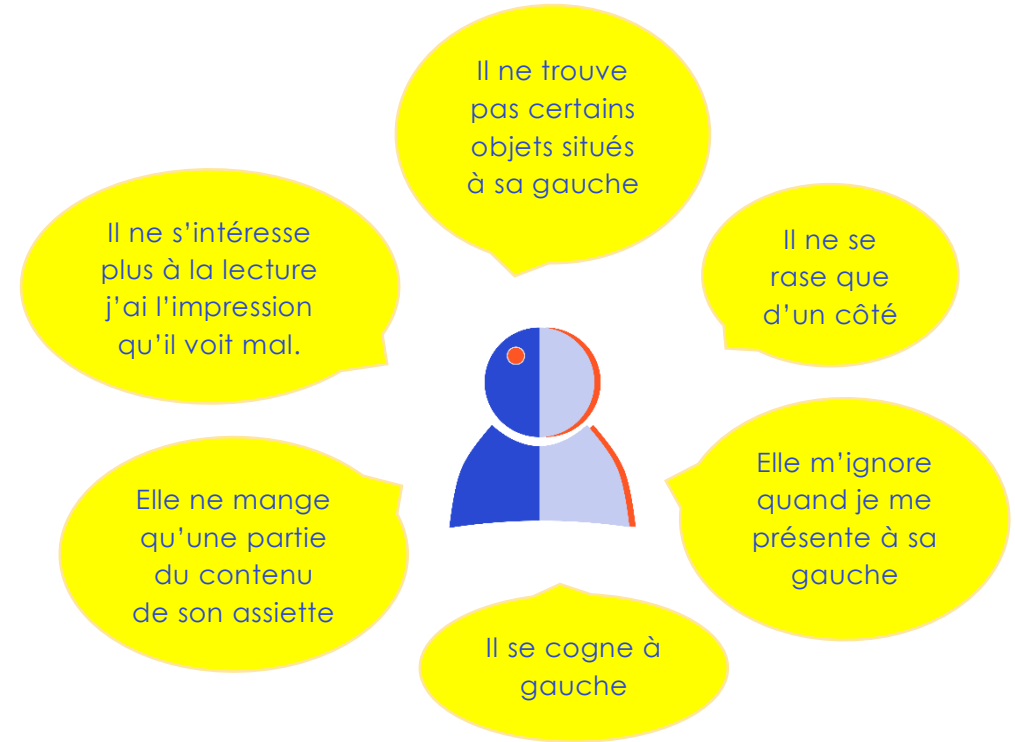 Il ne trouve
pas certains
objets situés
à sa gauche
Il ne s’intéresse
plus à la lecture
j’ai l’impression
qu’il voit mal.
Il ne se
rase que
d’un côté
Elle ne mange
qu’une partie
du contenu
de son assiette
Elle m’ignore
quand je me
présente à sa
gauche
Il se cogne à
gauche